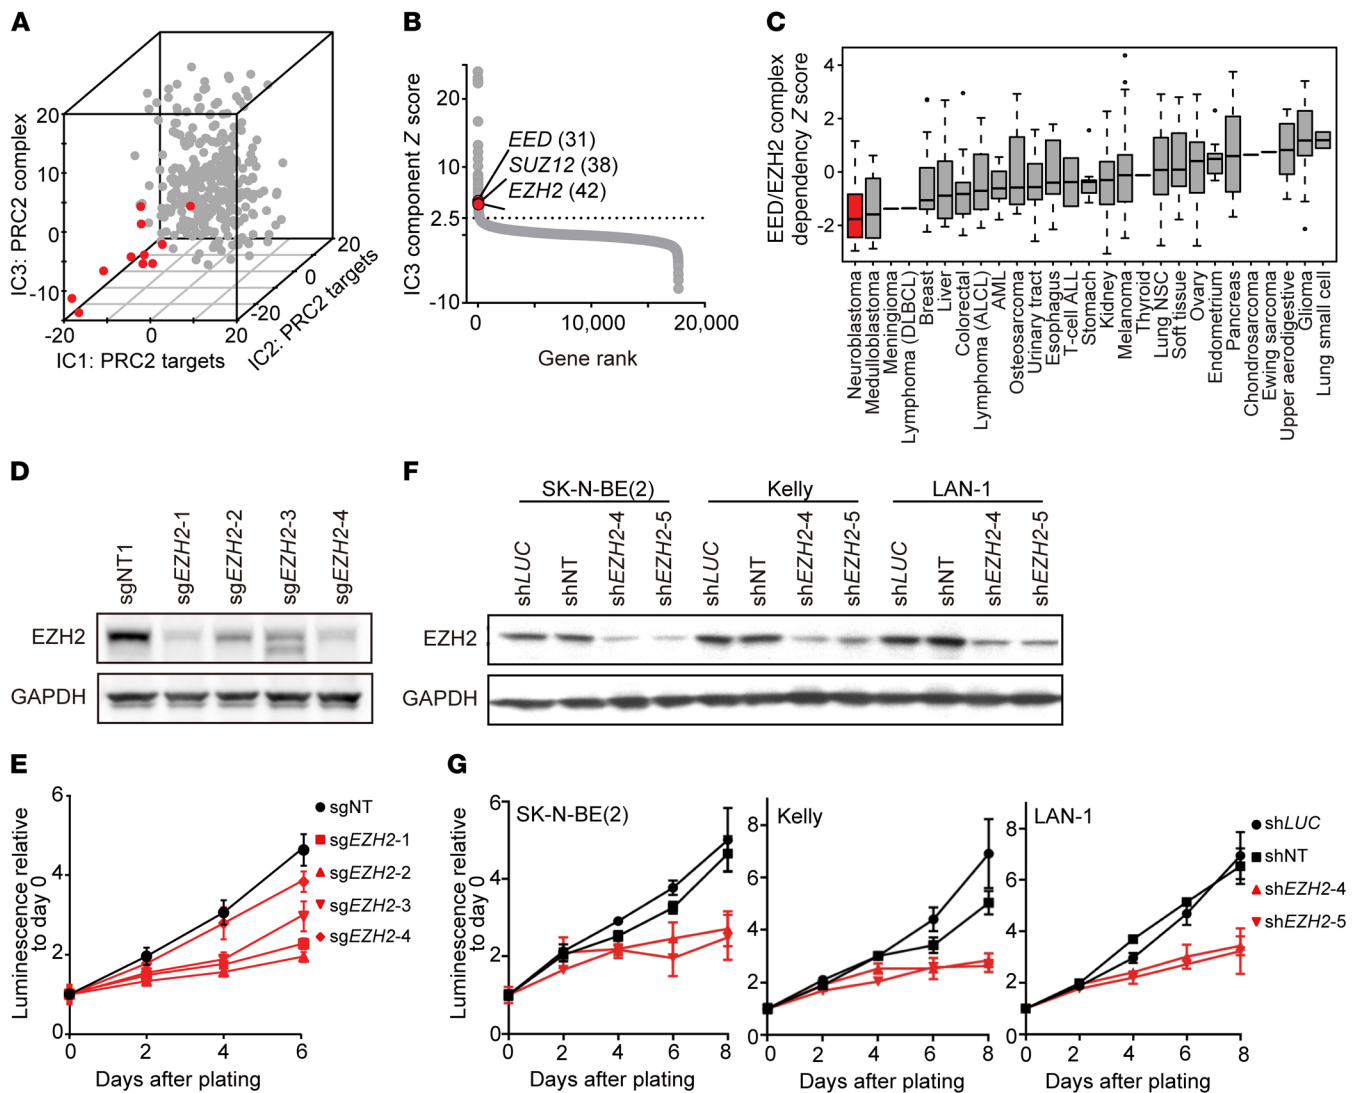 A
IC3: PRC2 complex
20
10
0
-10
-20
0
20
IC1: PRC2 targets
-20
0
20
IC2: PRC2 targets
B
IC3 component Z score
20
10
2.5
-10
EED (31)
SUZ12 (38)
EZH2 (42)
0
10,000
20,000
Gene rank
C
EED/EZH2 complex
dependency Z score
4
2
0
-2
Neuroblastoma
Medulloblastoma
Meningioma
Lymphoma (DLBCL)
Breast
Liver
Colorectal
Lymphoma (ALCL)
AML
Osteosarcoma
Urinary tract
Esophagus
T-cell ALL
Stomach
Kidney
Melanoma
Thyroid
Lung NSC
Soft tissue
Ovary
Endometrium
Pancreas
Chondrosarcoma
Ewing sarcoma
Upper aerodigestive
Glioma
Lung small cell
D
sgNT1
sgEZH2-1
sgEZH2-2
sgEZH2-3
sgEZH2-4
EZH2
GAPDH
F
SK-N-BE(2)
Kelly
LAN-1
shLUC
shNT
shEZH2-4
shEZH2-5
shLUC
shNT
shEZH2-4
shEZH2-5
shLUC
shNT
shEZH2-4
shEZH2-5
EZH2
GAPDH
E
Luminescence relative
to day 0
6
4
2
0
0
2
4
6
Days after plating
sgNT
sgEZH2-1
sgEZH2-2
sgEZH2-3
sgEZH2-4
G
Luminescence relative
to day 0
SK-N-BE(2)
6
4
2
0
0
2
4
6
8
Days after plating
Kelly
8
6
4
2
0
0
2
4
6
8
Days after plating
LAN-1
8
6
4
2
0
0
2
4
6
8
Days after plating
shLUC
shNT
shEZH2-4
shEZH2-5